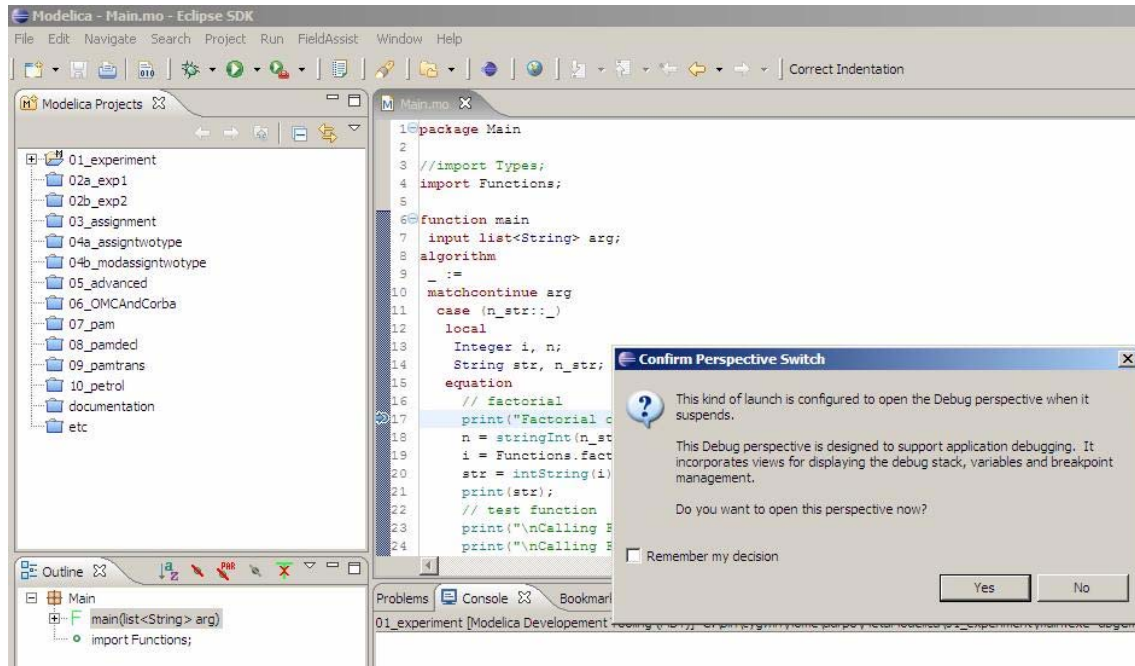 Modelica - Main.mo - Eclipse SDK
File Edit Navigate Search Project Run FieldAssist Window Help
010
Correct Indentation
Modelica Projects
01_experiment
02a_exp1
02b_exp2
03_assignment
04a_assigntwotype
04b_modassigntwotype
05_advanced
06_OMCAndCorba
07_pam
08_pamdecl
09_pamtrans
10_petrol
documentation
etc
Outline
Main
main(list<String> arg)
import Functions;
Main.mo
1 package Main
2
3 //import Types;
4 import Functions;
5
6 function main
7 input list<String> arg;
8 algorithm
9 _ :=
10 matchcontinue arg
11 case (n_str::_)
12 local
13 Integer i, n;
14 String str, n_str;
15 equation
16 // factorial
17 print("Factorial
18 n = stringInt(n_st
19 i = Functions.fact
20 str = intString(i)
21 print(str);
22 // test function
23 print("\nCalling
24 print("\nCalling
Confirm Perspective Switch
This kind of launch is configured to open the Debug perspective when it
suspends.
This Debug perspective is designed to support application debugging. It
incorporates views for displaying the debug stack, variables and breakpoint
management.
Do you want to open this perspective now?
Remember my decision
Yes No
Problems Console Bookmar
01_experiment [Modelica Developement